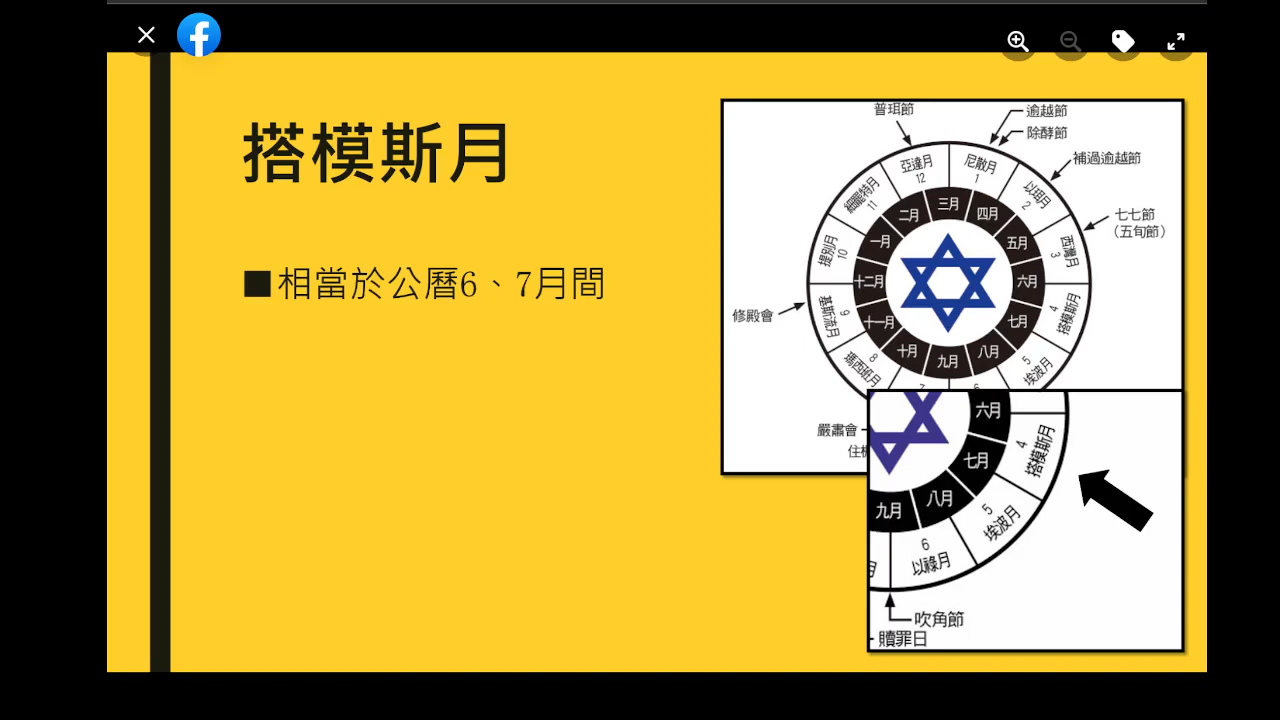 搭模斯月
■相當於公曆6、7月間
普珥節
逾越節
除酵節
補過逾越節
七七節
(五旬節)
修殿會
嚴肅會
尼散月
1
以珥月
2
西灣月
3
4
搭模斯月
5
埃波月
6
7
8
瑪西班月
9
基斯流月
提別月
10
細罷特月
11
亞達月
12
三月
四月
五月
六月
七月
八月
九月
十月
十一月
十二月
一月
二月
六月
七月
八月
九月
4
搭模斯月
5
埃波月
6
以祿月
月
吹角節
贖罪日